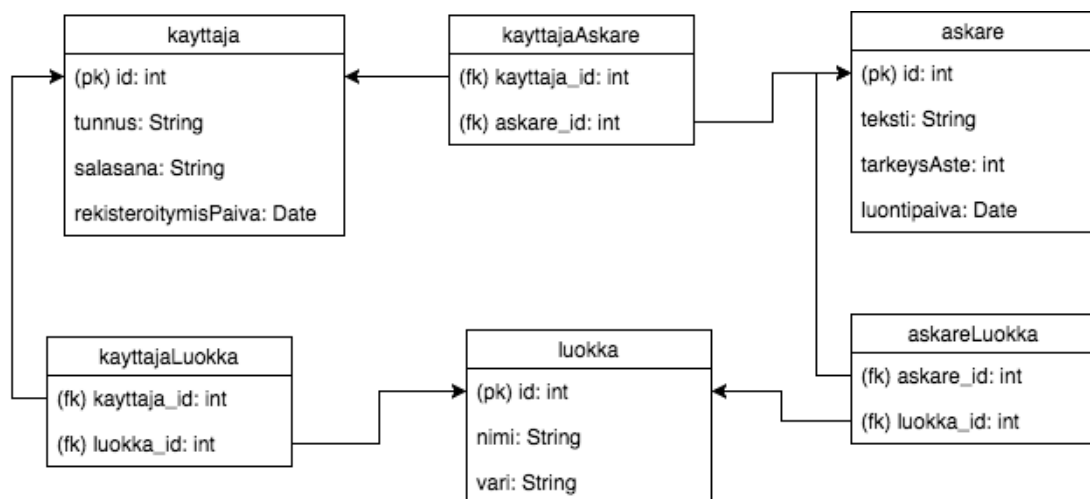 kayttaja
(pk) id: int
tunnus: String
salasana: String
rekisteroitymisPaiva: Date
kayttajaAskare
(fk) kayttaja_id: int
(fk) askare_id: int
askare
(pk) id: int
teksti: String
tarkeysAste: int
luontipaiva: Date
kayttajaLuokka
(fk) kayttaja_id: int
(fk) luokka_id: int
luokka
(pk) id: int
nimi: String
vari: String
askareLuokka
(fk) askare_id: int
(fk) luokka_id: int